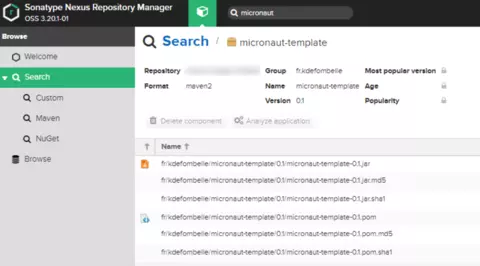 Sonatype Nexus Repository Manager
OSS 3.20.1-01
micronaut
Browse
Welcome
Search
Custom
Maven
NuGet
Browse
Search / micronaut-template
Repository
Group fr.kdefombelle
Most popular version
Format maven2
Name micronaut-template
Age
Version 0.1
Popularity
Delete component
Analyze application
Name
fr/kdefombelle/micronaut-template/0.1/micronaut-template-0.1.jar
fr/kdefombelle/micronaut-template/0.1/micronaut-template-0.1.jar.md5
fr/kdefombelle/micronaut-template/0.1/micronaut-template-0.1.jar.sha1
fr/kdefombelle/micronaut-template/0.1/micronaut-template-0.1.pom
fr/kdefombelle/micronaut-template/0.1/micronaut-template-0.1.pom.md5
fr/kdefombelle/micronaut-template/0.1/micronaut-template-0.1.pom.sha1